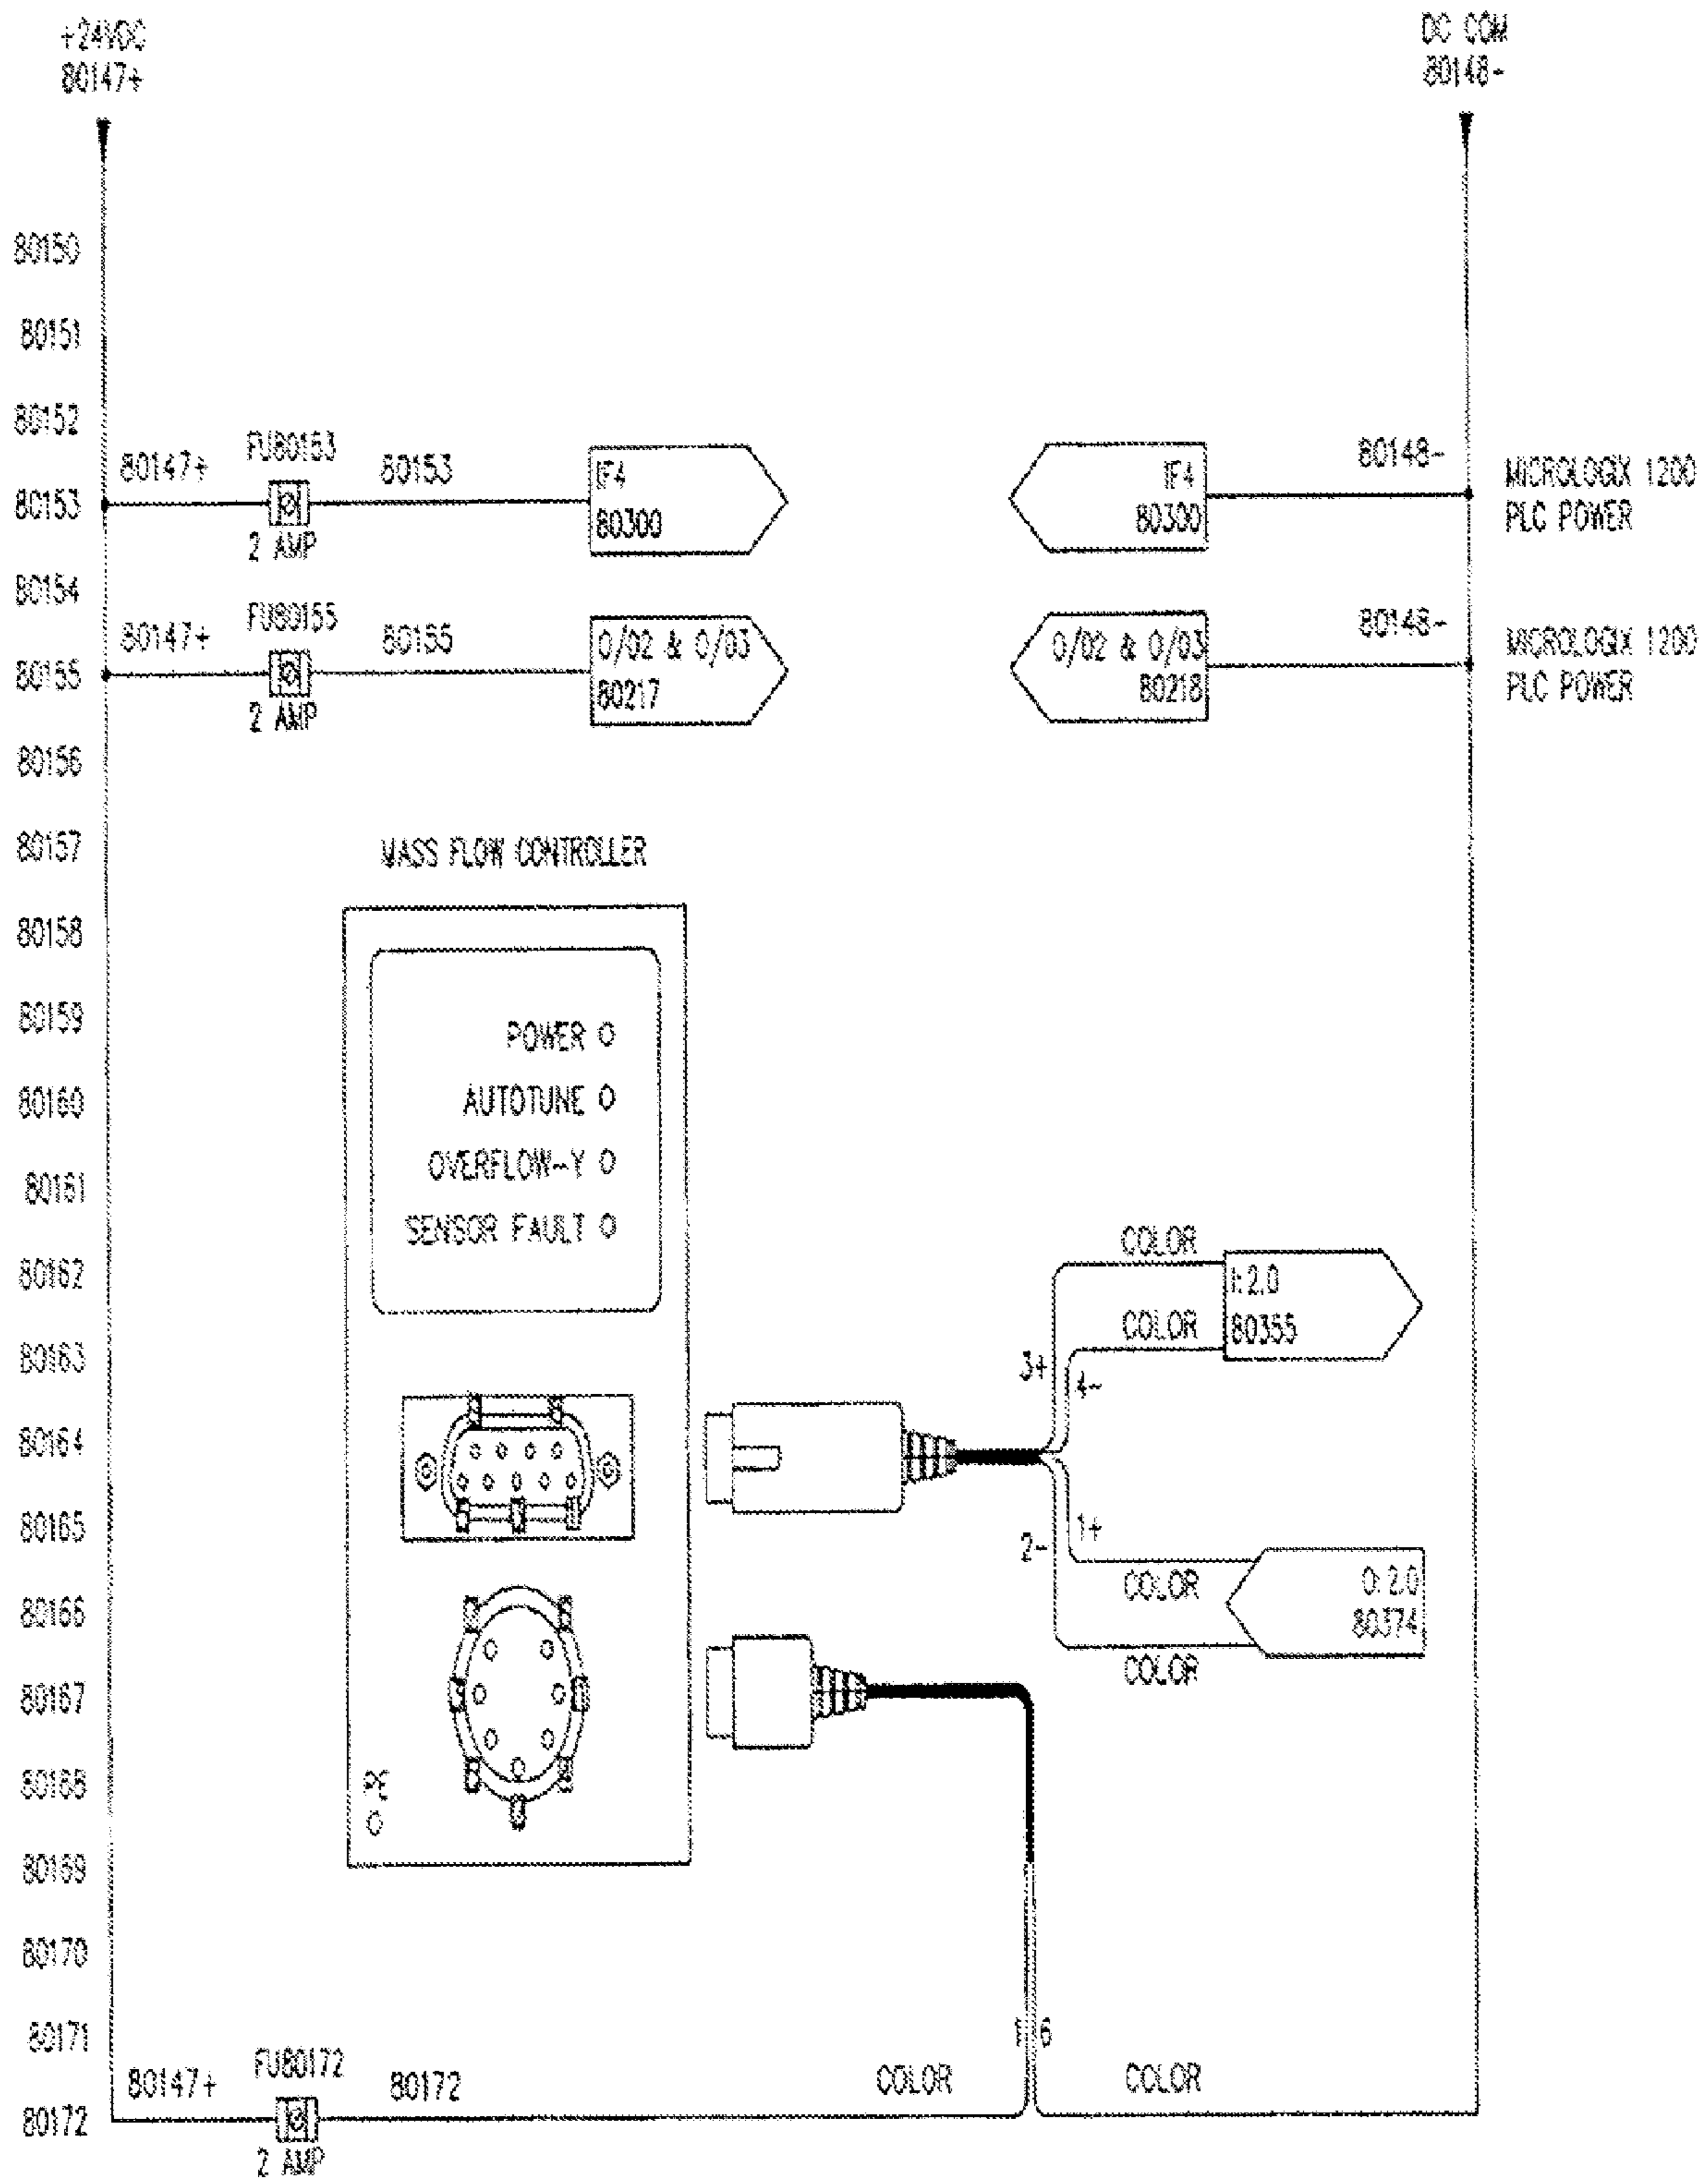 +24VDC
80147+
DC COM
80148-
80150
80151
80152
80147+
FU80153
80153
IF4
80300
IF4
80300
80148-
MICROLOGIX 1200
PLC POWER
80153
2 AMP
80154
80147+
FU80155
80155
O/02 & O/03
80217
O/02 & O/03
80218
80148-
MICROLOGIX 1200
PLC POWER
80155
2 AMP
80156
80157
MASS FLOW CONTROLLER
80158
80159
POWER
80160
AUTOTUNE
OVERFLOW-Y
80161
SENSOR FAULT
80162
COLOR
I:2.0
80355
COLOR
80163
3+
4-
80164
80165
2-
1+
COLOR
O:2.0
80374
COLOR
80166
80167
80168
PE
80169
80170
80171
1
6
80147+
FU80172
80172
COLOR
COLOR
80172
2 AMP